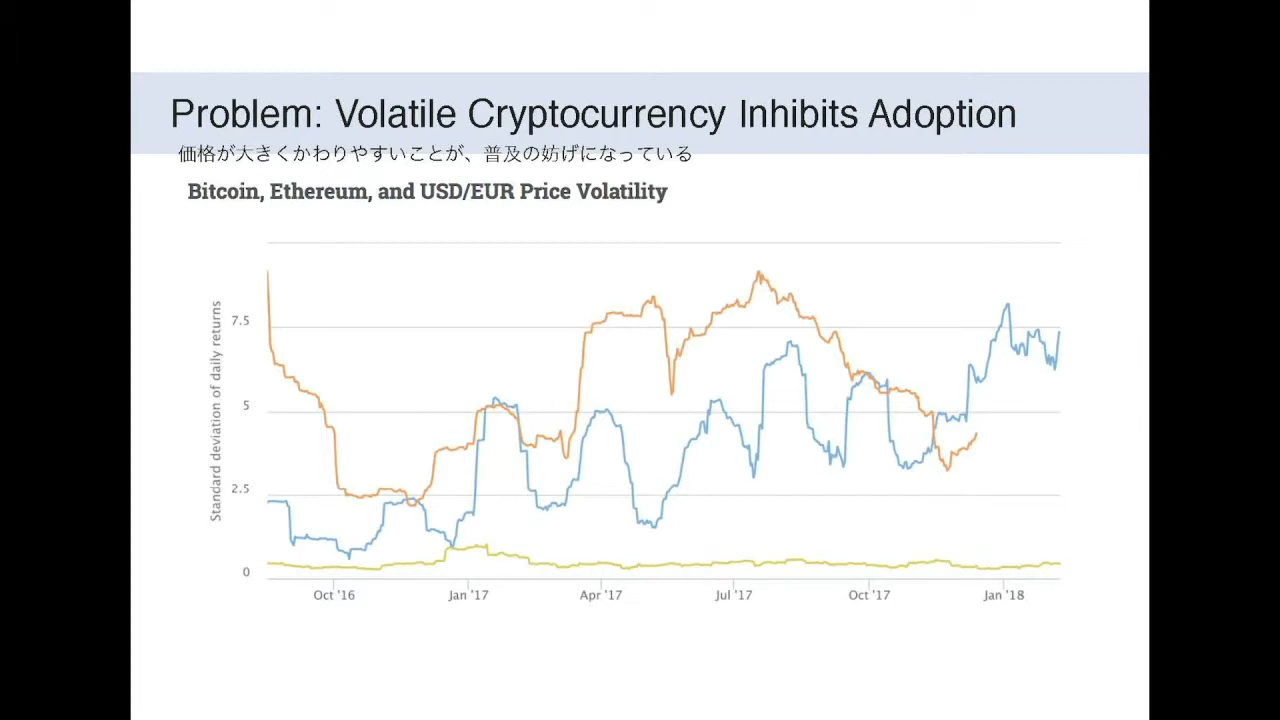 Problem: Volatile Cryptocurrency Inhibits Adoption
価格が大きくかわりやすいことが、普及の妨げになっている
Bitcoin, Ethereum, and USD/EUR Price Volatility
Standard deviation of daily returns
7.5
5
2.5
0
Oct '16
Jan '17
Apr '17
Jul '17
Oct '17
Jan '18